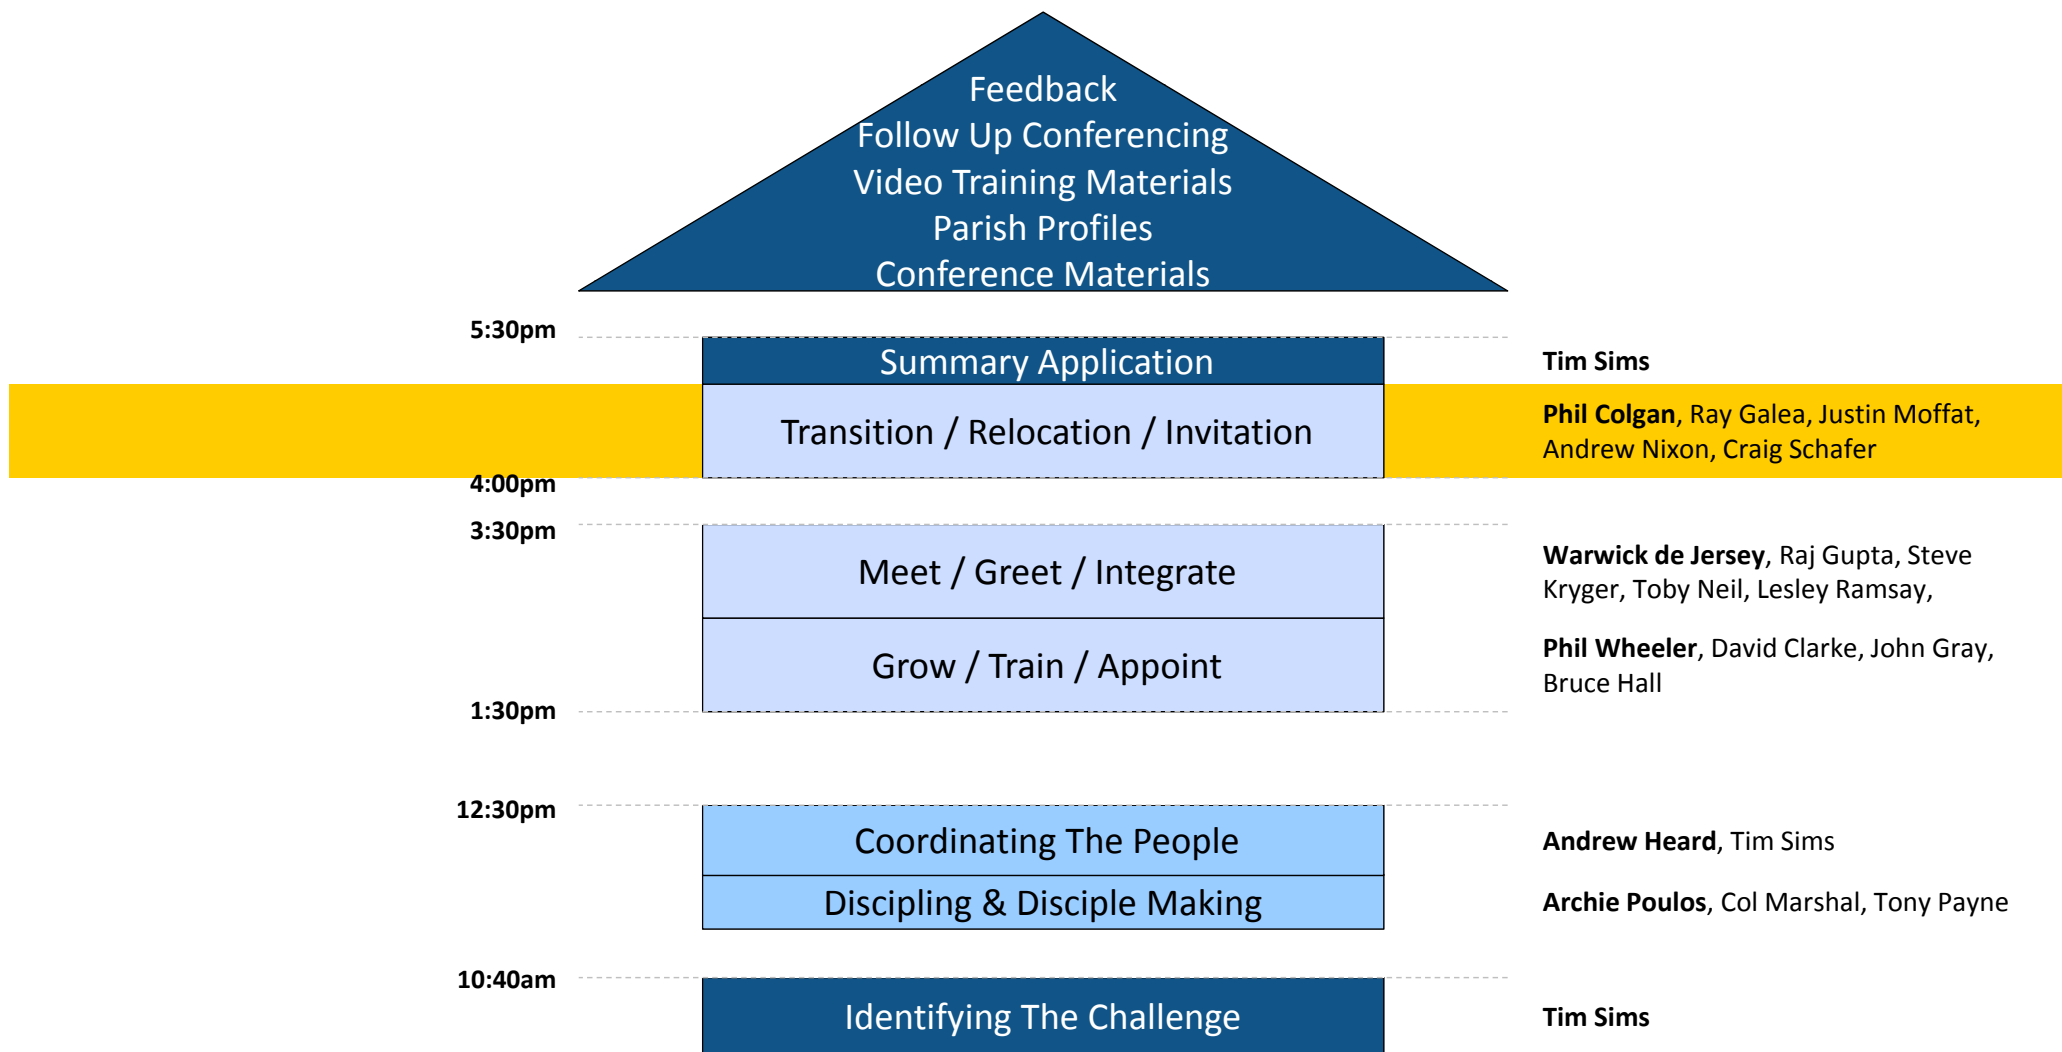 Feedback
Follow Up Conferencing
Video Training Materials
Parish Profiles
Conference Materials
5:30pm
Summary Application
Tim Sims
Transition / Relocation / Invitation
Phil Colgan, Ray Galea, Justin Moffat,
Andrew Nixon, Craig Schafer
4:00pm
3:30pm
Meet / Greet / Integrate
Warwick de Jersey, Raj Gupta, Steve
Kryger, Toby Neil, Lesley Ramsay,
Grow / Train / Appoint
Phil Wheeler, David Clarke, John Gray,
Bruce Hall
1:30pm
12:30pm
Coordinating The People
Andrew Heard, Tim Sims
Discipling & Disciple Making
Archie Poulos, Col Marshal, Tony Payne
10:40am
Identifying The Challenge
Tim Sims